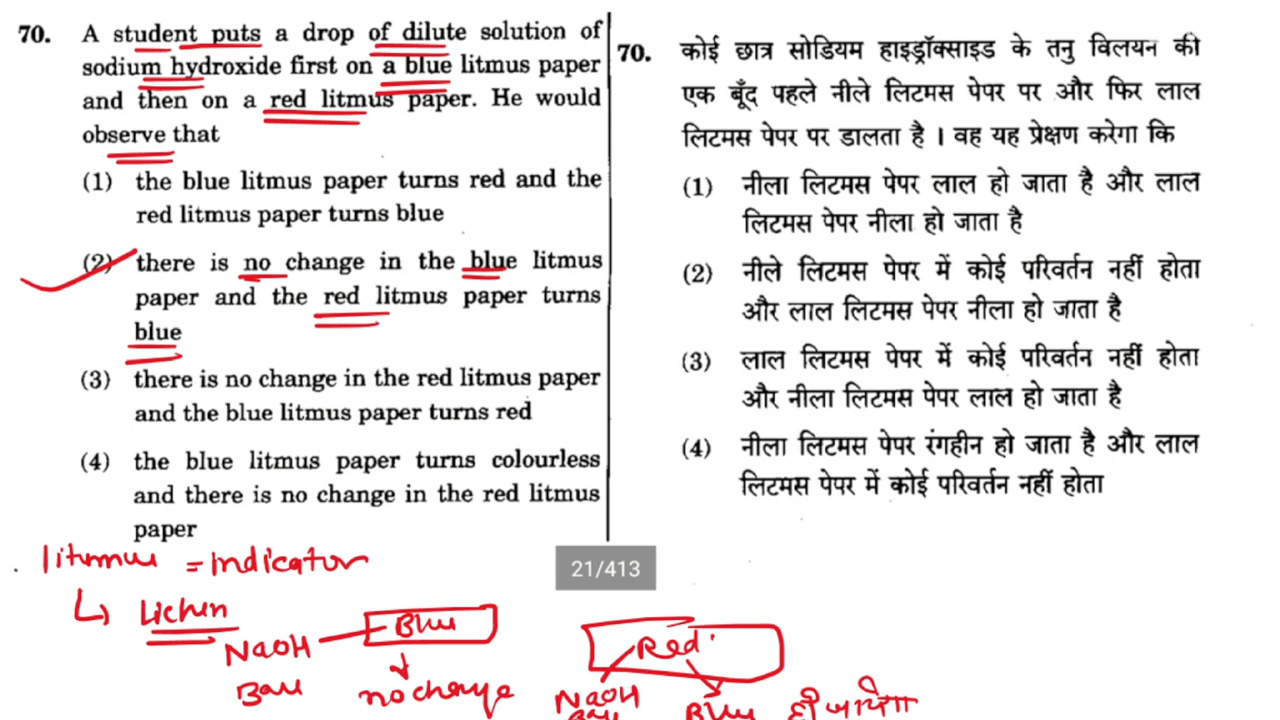 70. A student puts a drop of dilute solution of
sodium hydroxide first on a blue litmus paper
and then on a red litmus paper. He would
observe that
(1) the blue litmus paper turns red and the
red litmus paper turns blue
(2) there is no change in the blue litmus
paper and the red litmus paper turns
blue
(3) there is no change in the red litmus paper
and the blue litmus paper turns red
(4) the blue litmus paper turns colourless
and there is no change in the red litmus
paper
70. कोई छात्र सोडियम हाइड्रॉक्साइड के तनु विलयन की
एक बूँद पहले नीले लिटमस पेपर पर और फिर लाल
लिटमस पेपर पर डालता है । वह यह प्रेक्षण करेगा कि
(1) नीला लिटमस पेपर लाल हो जाता है और लाल
लिटमस पेपर नीला हो जाता है
(2) नीले लिटमस पेपर में कोई परिवर्तन नहीं होता
और लाल लिटमस पेपर नीला हो जाता है
(3) लाल लिटमस पेपर में कोई परिवर्तन नहीं होता
और नीला लिटमस पेपर लाल हो जाता है
(4) नीला लिटमस पेपर रंगहीन हो जाता है और लाल
लिटमस पेपर में कोई परिवर्तन नहीं होता
21/413
litmus = indicator
Lichen
NaOH Blue
Red
Base no change
NaOH
Blue हो जायेगा